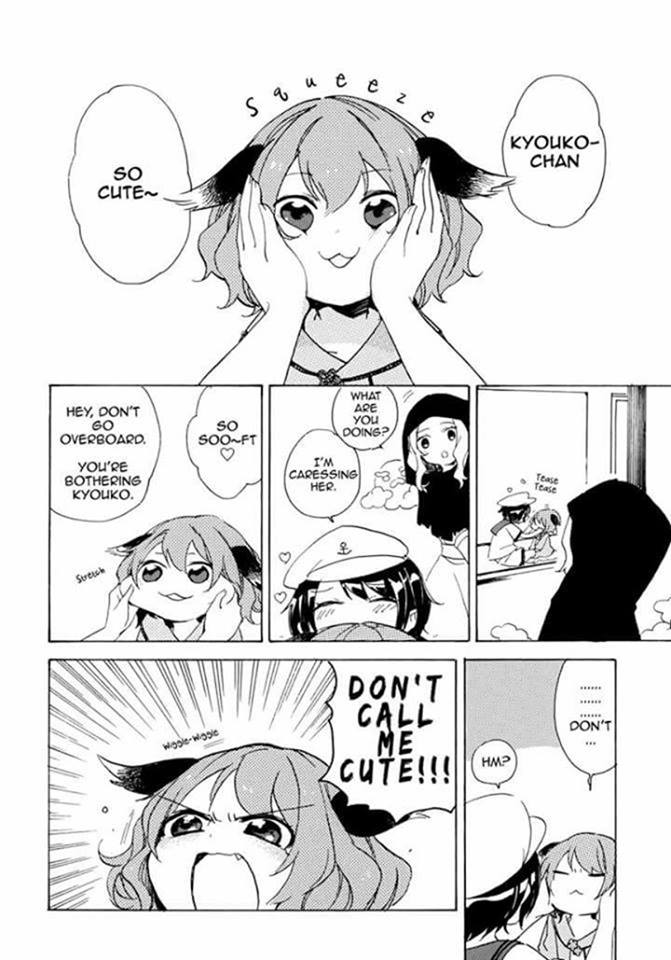 Squeeze
KYOUKO-
CHAN
SO
CUTE~
Tease
Tease
WHAT
ARE
YOU
DOING?
I'M
CARESSING
HER.
SO
SOO~FT
♡
HEY, DON'T
GO
OVERBOARD.
YOU'RE
BOTHERING
KYOUKO.
Stretch
......
......
......
DON'T
...
HM?
DON'T
CALL
ME
CUTE!!!
Wiggle-Wiggle